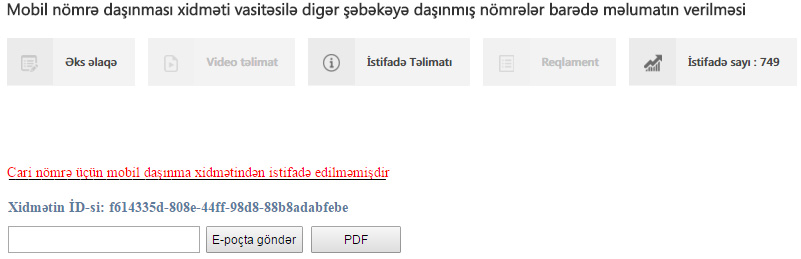 Mobil nömrə daşınması xidməti vasitəsilə digər şəbəkəyə daşınmış nömrələr barədə məlumatın verilməsi
Əks əlaqə Video təlimat İstifadə Təlimatı Reqlament İstifadə sayı : 749
Cari nömrə üçün mobil daşınma xidmətindən istifadə edilməmişdir
Xidmətin İD-si: f614335d-808e-44ff-98d8-88b8adabfebe
E-poçta göndər PDF